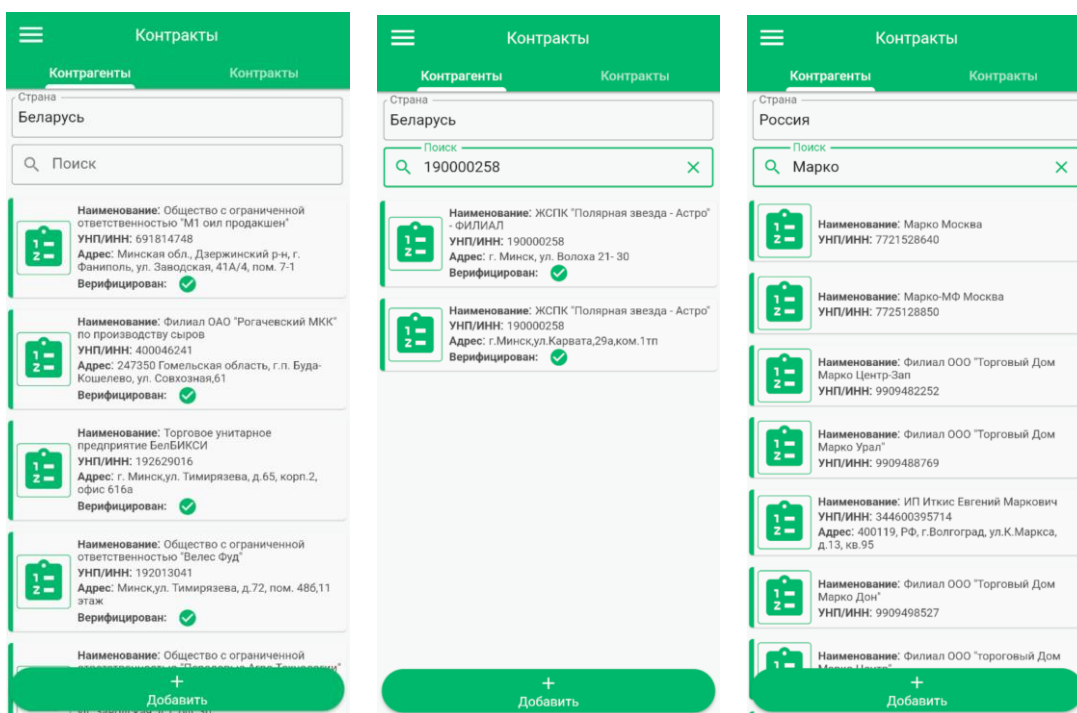 Контракты
Контрагенты Контракты
Страна
Беларусь
Поиск
Наименование: Общество с ограниченной
ответственностью "М1 оил продакшен"
УНП/ИНН: 691814748
Адрес: Минская обл., Дзержинский р-н, г.
Фаниполь, ул. Заводская, 41А/4, пом. 7-1
Верифицирован:
Наименование: Филиал ОАО "Рогачевский МКК"
по производству сыров
УНП/ИНН: 400046241
Адрес: 247350 Гомельская область, г.п. Буда-
Кошелево, ул. Совхозная,61
Верифицирован:
Наименование: Торговое унитарное
предприятие БелБИКСИ
УНП/ИНН: 192629016
Адрес: г. Минск,ул. Тимирязева, д.65, корп.2,
офис 616а
Верифицирован:
Наименование: Общество с ограниченной
ответственностью "Велес Фуд"
УНП/ИНН: 192013041
Адрес: Минск,ул. Тимирязева, д.72, пом. 48б,11
этаж
Верифицирован:
Наименование: Общество с ограниченной
+
Добавить
Контракты
Контрагенты Контракты
Страна
Беларусь
Поиск
190000258
Наименование: ЖСПК "Полярная звезда - Астро"
- ФИЛИАЛ
УНП/ИНН: 190000258
Адрес: г. Минск, ул. Волоха 21- 30
Верифицирован:
Наименование: ЖСПК "Полярная звезда - Астро"
УНП/ИНН: 190000258
Адрес: г.Минск,ул.Карвата,29а,ком.1тп
Верифицирован:
+
Добавить
Контракты
Контрагенты Контракты
Страна
Россия
Поиск
Марко
Наименование: Марко Москва
УНП/ИНН: 7721528640
Наименование: Марко-МФ Москва
УНП/ИНН: 7725128850
Наименование: Филиал ООО "Торговый Дом
Марко Центр-Зап
УНП/ИНН: 9909482252
Наименование: Филиал ООО "Торговый Дом
Марко Урал"
УНП/ИНН: 9909488769
Наименование: ИП Иткис Евгений Маркович
УНП/ИНН: 344600395714
Адрес: 400119, РФ, г.Волгоград, ул.К.Маркса,
д.13, кв.95
Наименование: Филиал ООО "Торговый Дом
Марко Дон"
УНП/ИНН: 9909498527
Наименование: Филиал ООО "тороговый Дом
+
Добавить